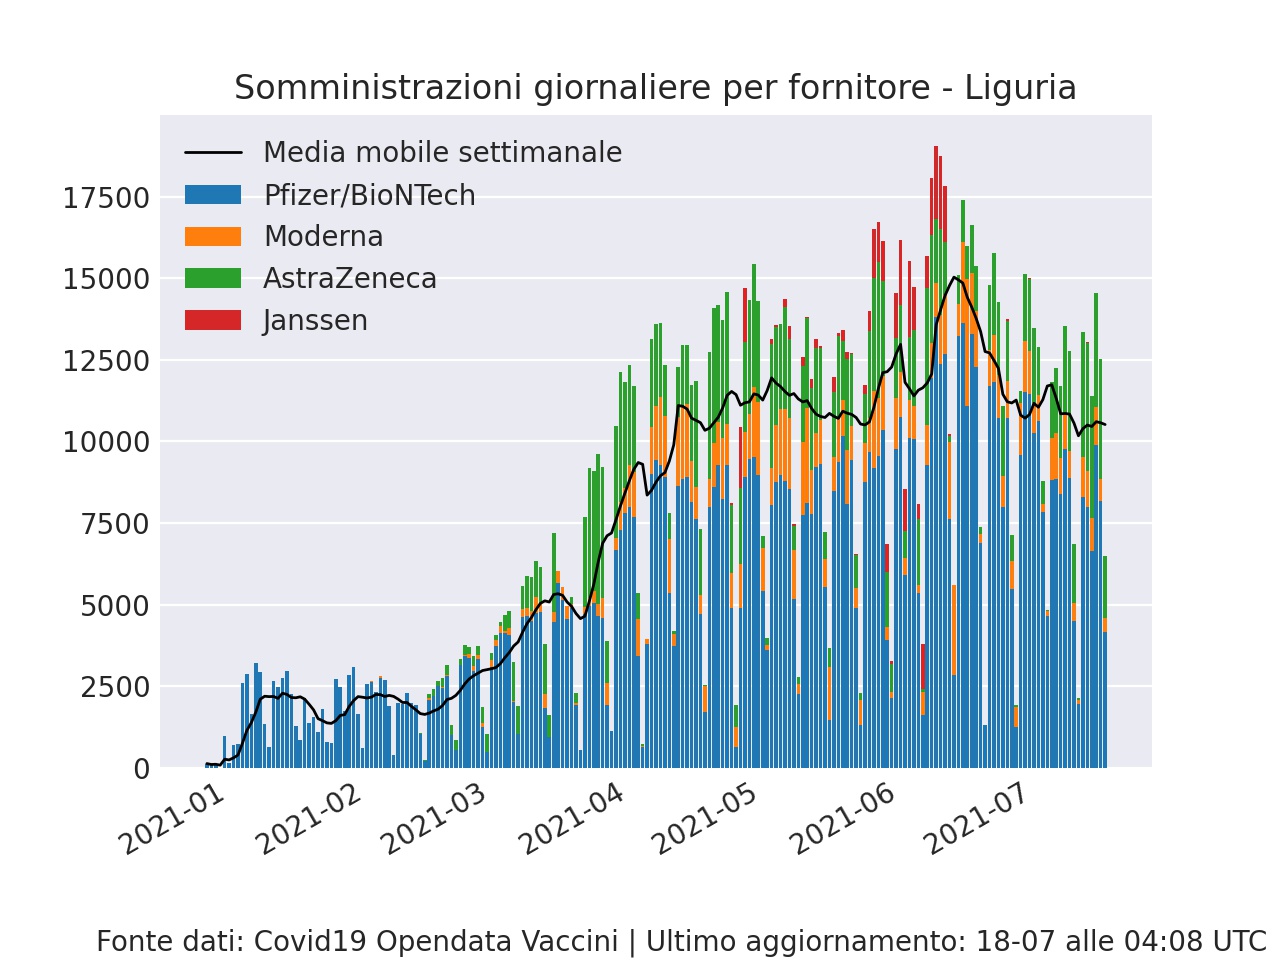 Somministrazioni giornaliere per fornitore - Liguria
Media mobile settimanale
Pfizer/BioNTech
Moderna
AstraZeneca
Janssen
17500
15000
12500
10000
7500
5000
2500
0
2021-01
2021-02
2021-03
2021-04
2021-05
2021-06
2021-07
Fonte dati: Covid19 Opendata Vaccini | Ultimo aggiornamento: 18-07 alle 04:08 UTC